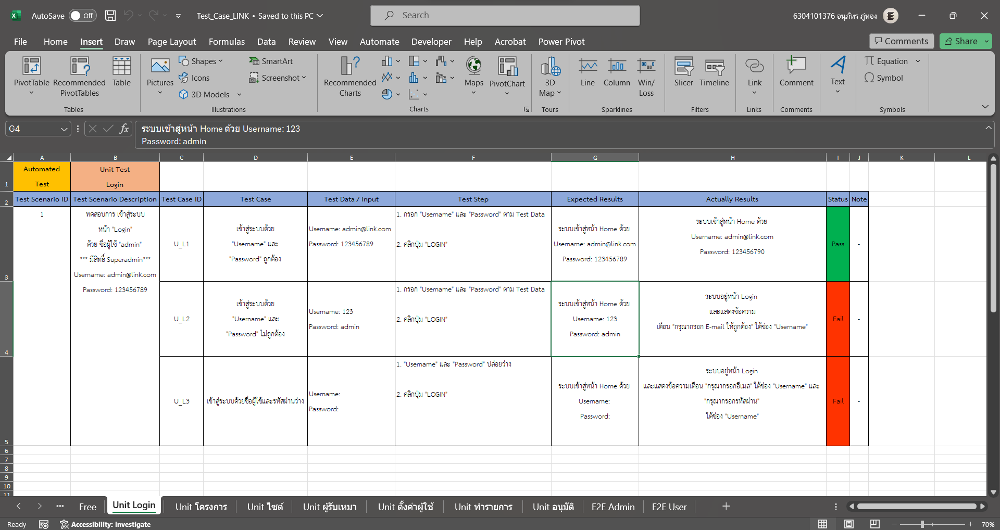 AutoSave Off Test_Case_LINK • Saved to this PC Search 6304101376 อนุภัทร ภู่ทอง
File Home Insert Draw Page Layout Formulas Data Review View Automate Developer Help Acrobat Power Pivot Comments Share
PivotTable Recommended PivotTables Table
Tables
Pictures Shapes Icons 3D Models SmartArt Screenshot
Illustrations
Recommended Charts Maps PivotChart
Charts
3D Map
Tours
Line Column Win/Loss
Sparklines
Slicer Timeline
Filters
Link
Links
Comment
Comments
Text
Equation Symbol
Symbols
G4 fx ระบบเข้าสู่หน้า Home ด้วย Username: 123
Password: admin
A B C D E F G H I J K L
1 Automated Unit Test
Test Login
2 Test Scenario ID Test Scenario Description Test Case ID Test Case Test Data / Input Test Step Expected Results Actually Results Status Note
3
1
ทดสอบการ เข้าสู่ระบบ
หน้า "Login"
ด้วย ชื่อผู้ใช้ "admin"
*** มีสิทธิ์ Superadmin***
Username: admin@link.com
Password: 123456789
U_L1
เข้าสู่ระบบด้วย
"Username" และ
"Password" ถูกต้อง
Username: admin@link.com
Password: 123456789
1. กรอก "Username" และ "Password" ตาม Test Data
2. คลิกปุ่ม "LOGIN"
ระบบเข้าสู่หน้า Home ด้วย
Username: admin@link.com
Password: 123456789
ระบบเข้าสู่หน้า Home ด้วย
Username: admin@link.com
Password: 123456790
Pass
-
4
U_L2
เข้าสู่ระบบด้วย
"Username" และ
"Password" ไม่ถูกต้อง
Username: 123
Password: admin
1. กรอก "Username" และ "Password" ตาม Test Data
2. คลิกปุ่ม "LOGIN"
ระบบเข้าสู่หน้า Home ด้วย
Username: 123
Password: admin
ระบบอยู่หน้า Login
และแสดงข้อความ
เตือน "กรุณากรอก E-mail ให้ถูกต้อง" ใต้ช่อง "Username"
Fail
-
5
U_L3
เข้าสู่ระบบด้วยชื่อผู้ใช้และรหัสผ่านว่าง
Username:
Password:
1. "Username" และ "Password" ปล่อยว่าง
2. คลิกปุ่ม "LOGIN"
ระบบเข้าสู่หน้า Home ด้วย
Username:
Password:
ระบบอยู่หน้า Login
และแสดงข้อความเตือน "กรุณากรอกอีเมล" ใต้ช่อง "Username" และ
"กรุณากรอกรหัสผ่าน"
ใต้ช่อง "Username"
Fail
-
6
7
8
9
10
11
Free Unit Login Unit โครงการ Unit ไซต์ Unit ผู้รับเหมา Unit ตั้งค่าผู้ใช้ Unit ทำรายการ Unit อนุมัติ E2E Admin E2E User
Ready Accessibility: Investigate 70%